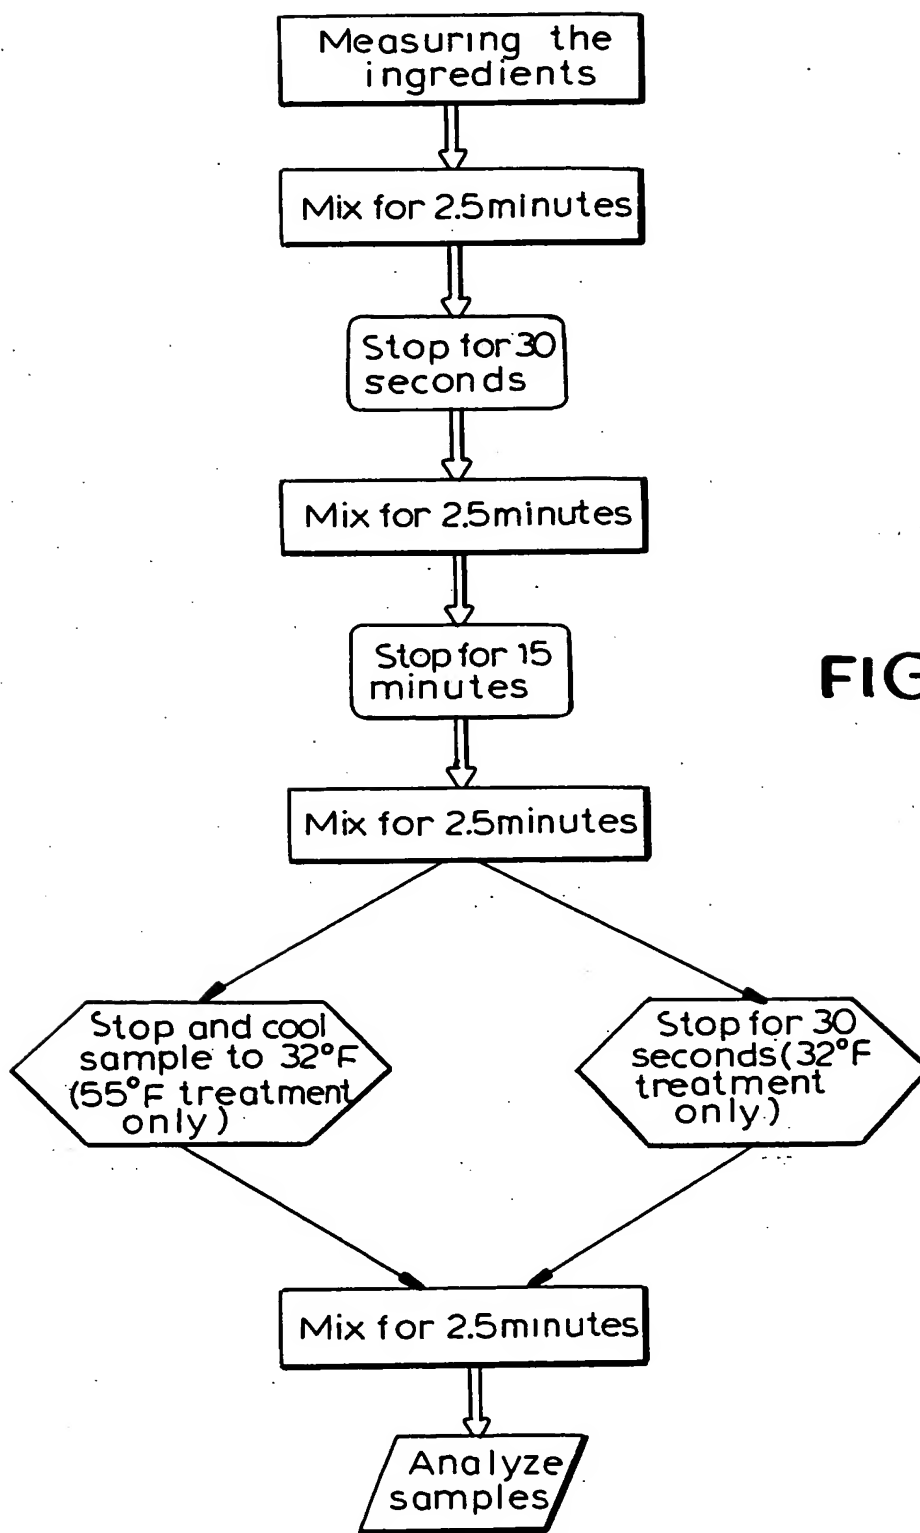 Measuring the
ingredients
Mix for 2.5minutes
Stop for 30
seconds
Mix for 2.5minutes
Stop for 15
minutes
FIG
Mix for 2.5minutes
Stop and cool
sample to 32°F
(55°F treatment
only)
Stop for 30
seconds(32°F
treatment
only.)
Mix for 2.5minutes
Analyze
samples